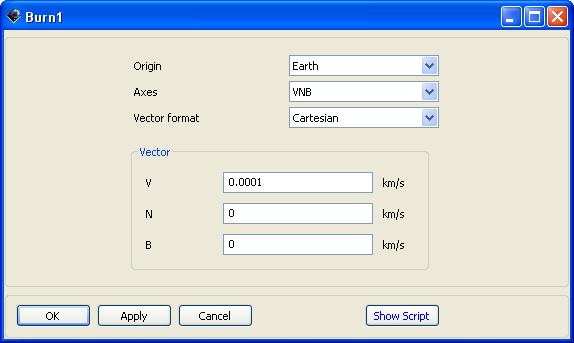 Burn1
Origin Earth
Axes VNB
Vector format Cartesian
Vector
V 0.0001 km/s
N 0 km/s
B 0 km/s
OK Apply Cancel Show Script